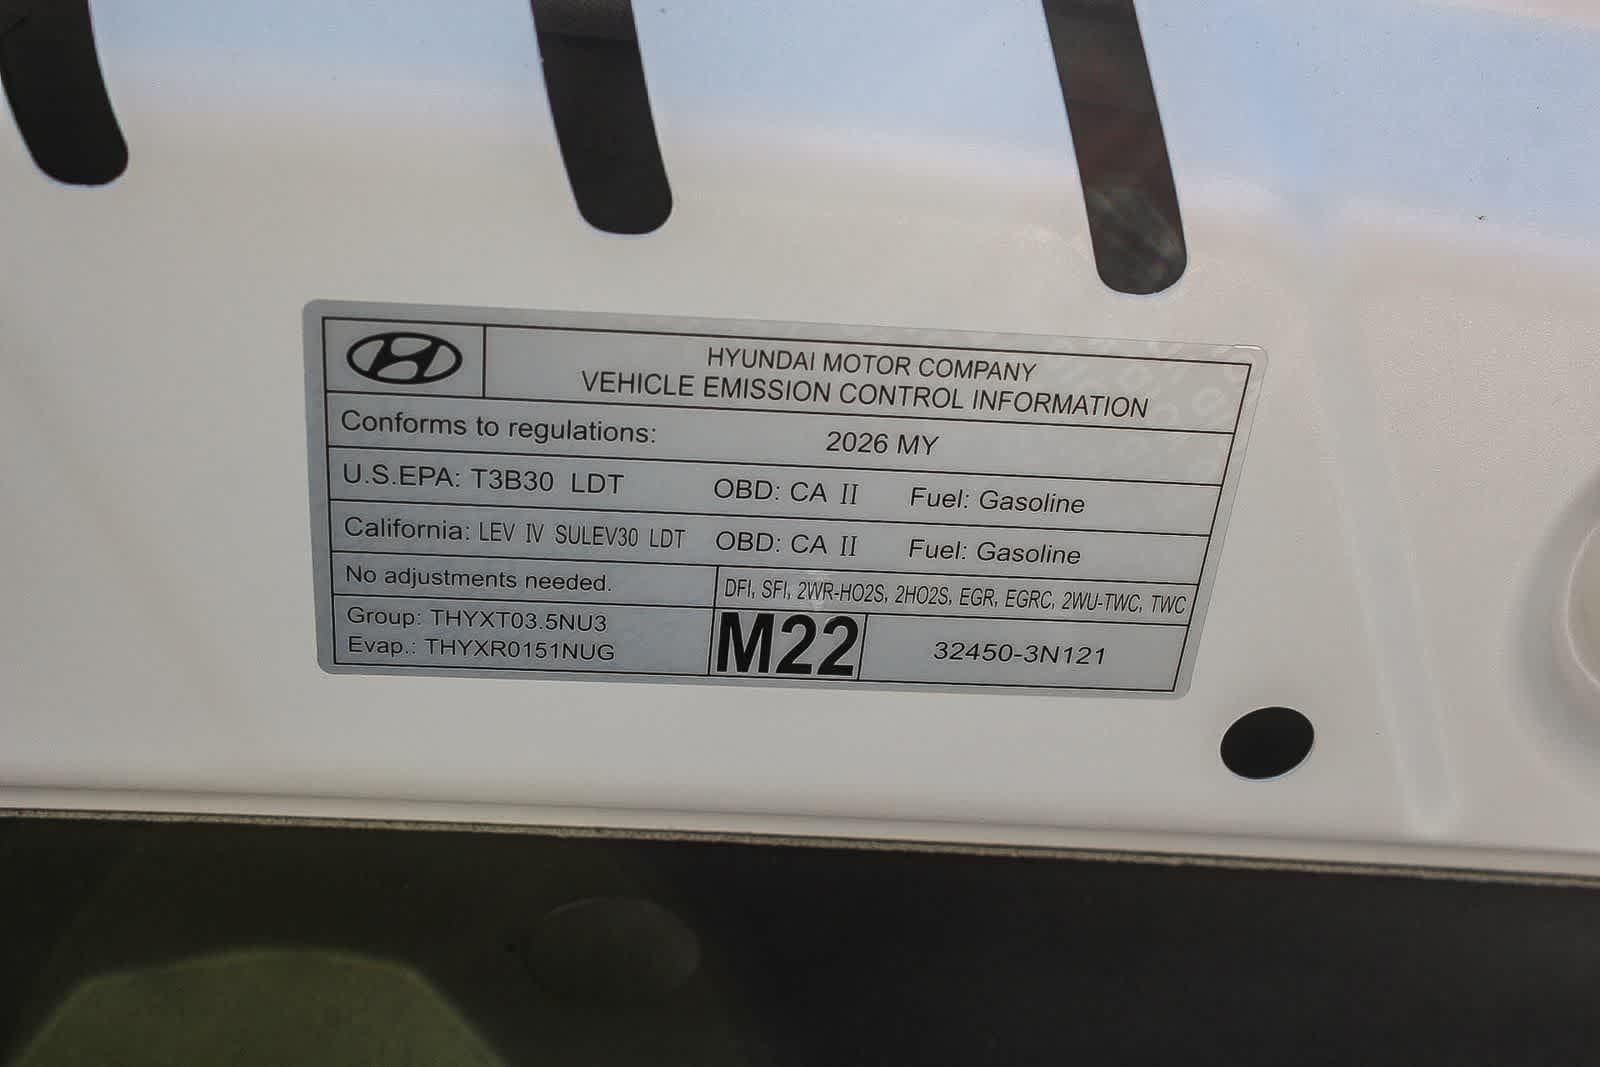 HYUNDAI MOTOR COMPANY
VEHICLE EMISSION CONTROL INFORMATION
Conforms to regulations: 2026 MY
U.S.EPA: T3B30 LDT OBD: CA II Fuel: Gasoline
California: LEV IV SULEV30 LDT OBD: CA II Fuel: Gasoline
No adjustments needed. DFI, SFI, 2WR-HO2S, 2HO2S, EGR, EGRC, 2WU-TWC, TWC
Group: THYXT03.5NU3
Evap.: THYXR0151NUG
M22 32450-3N121